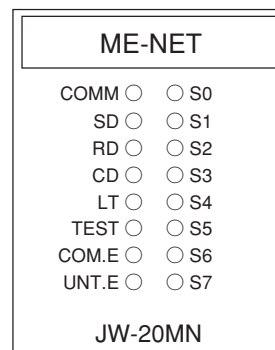 ME-NET
COMM ○ ○ S0
SD ○ ○ S1
RD ○ ○ S2
CD ○ ○ S3
LT ○ ○ S4
TEST ○ ○ S5
COM.E ○ ○ S6
UNT.E ○ ○ S7
JW-20MN